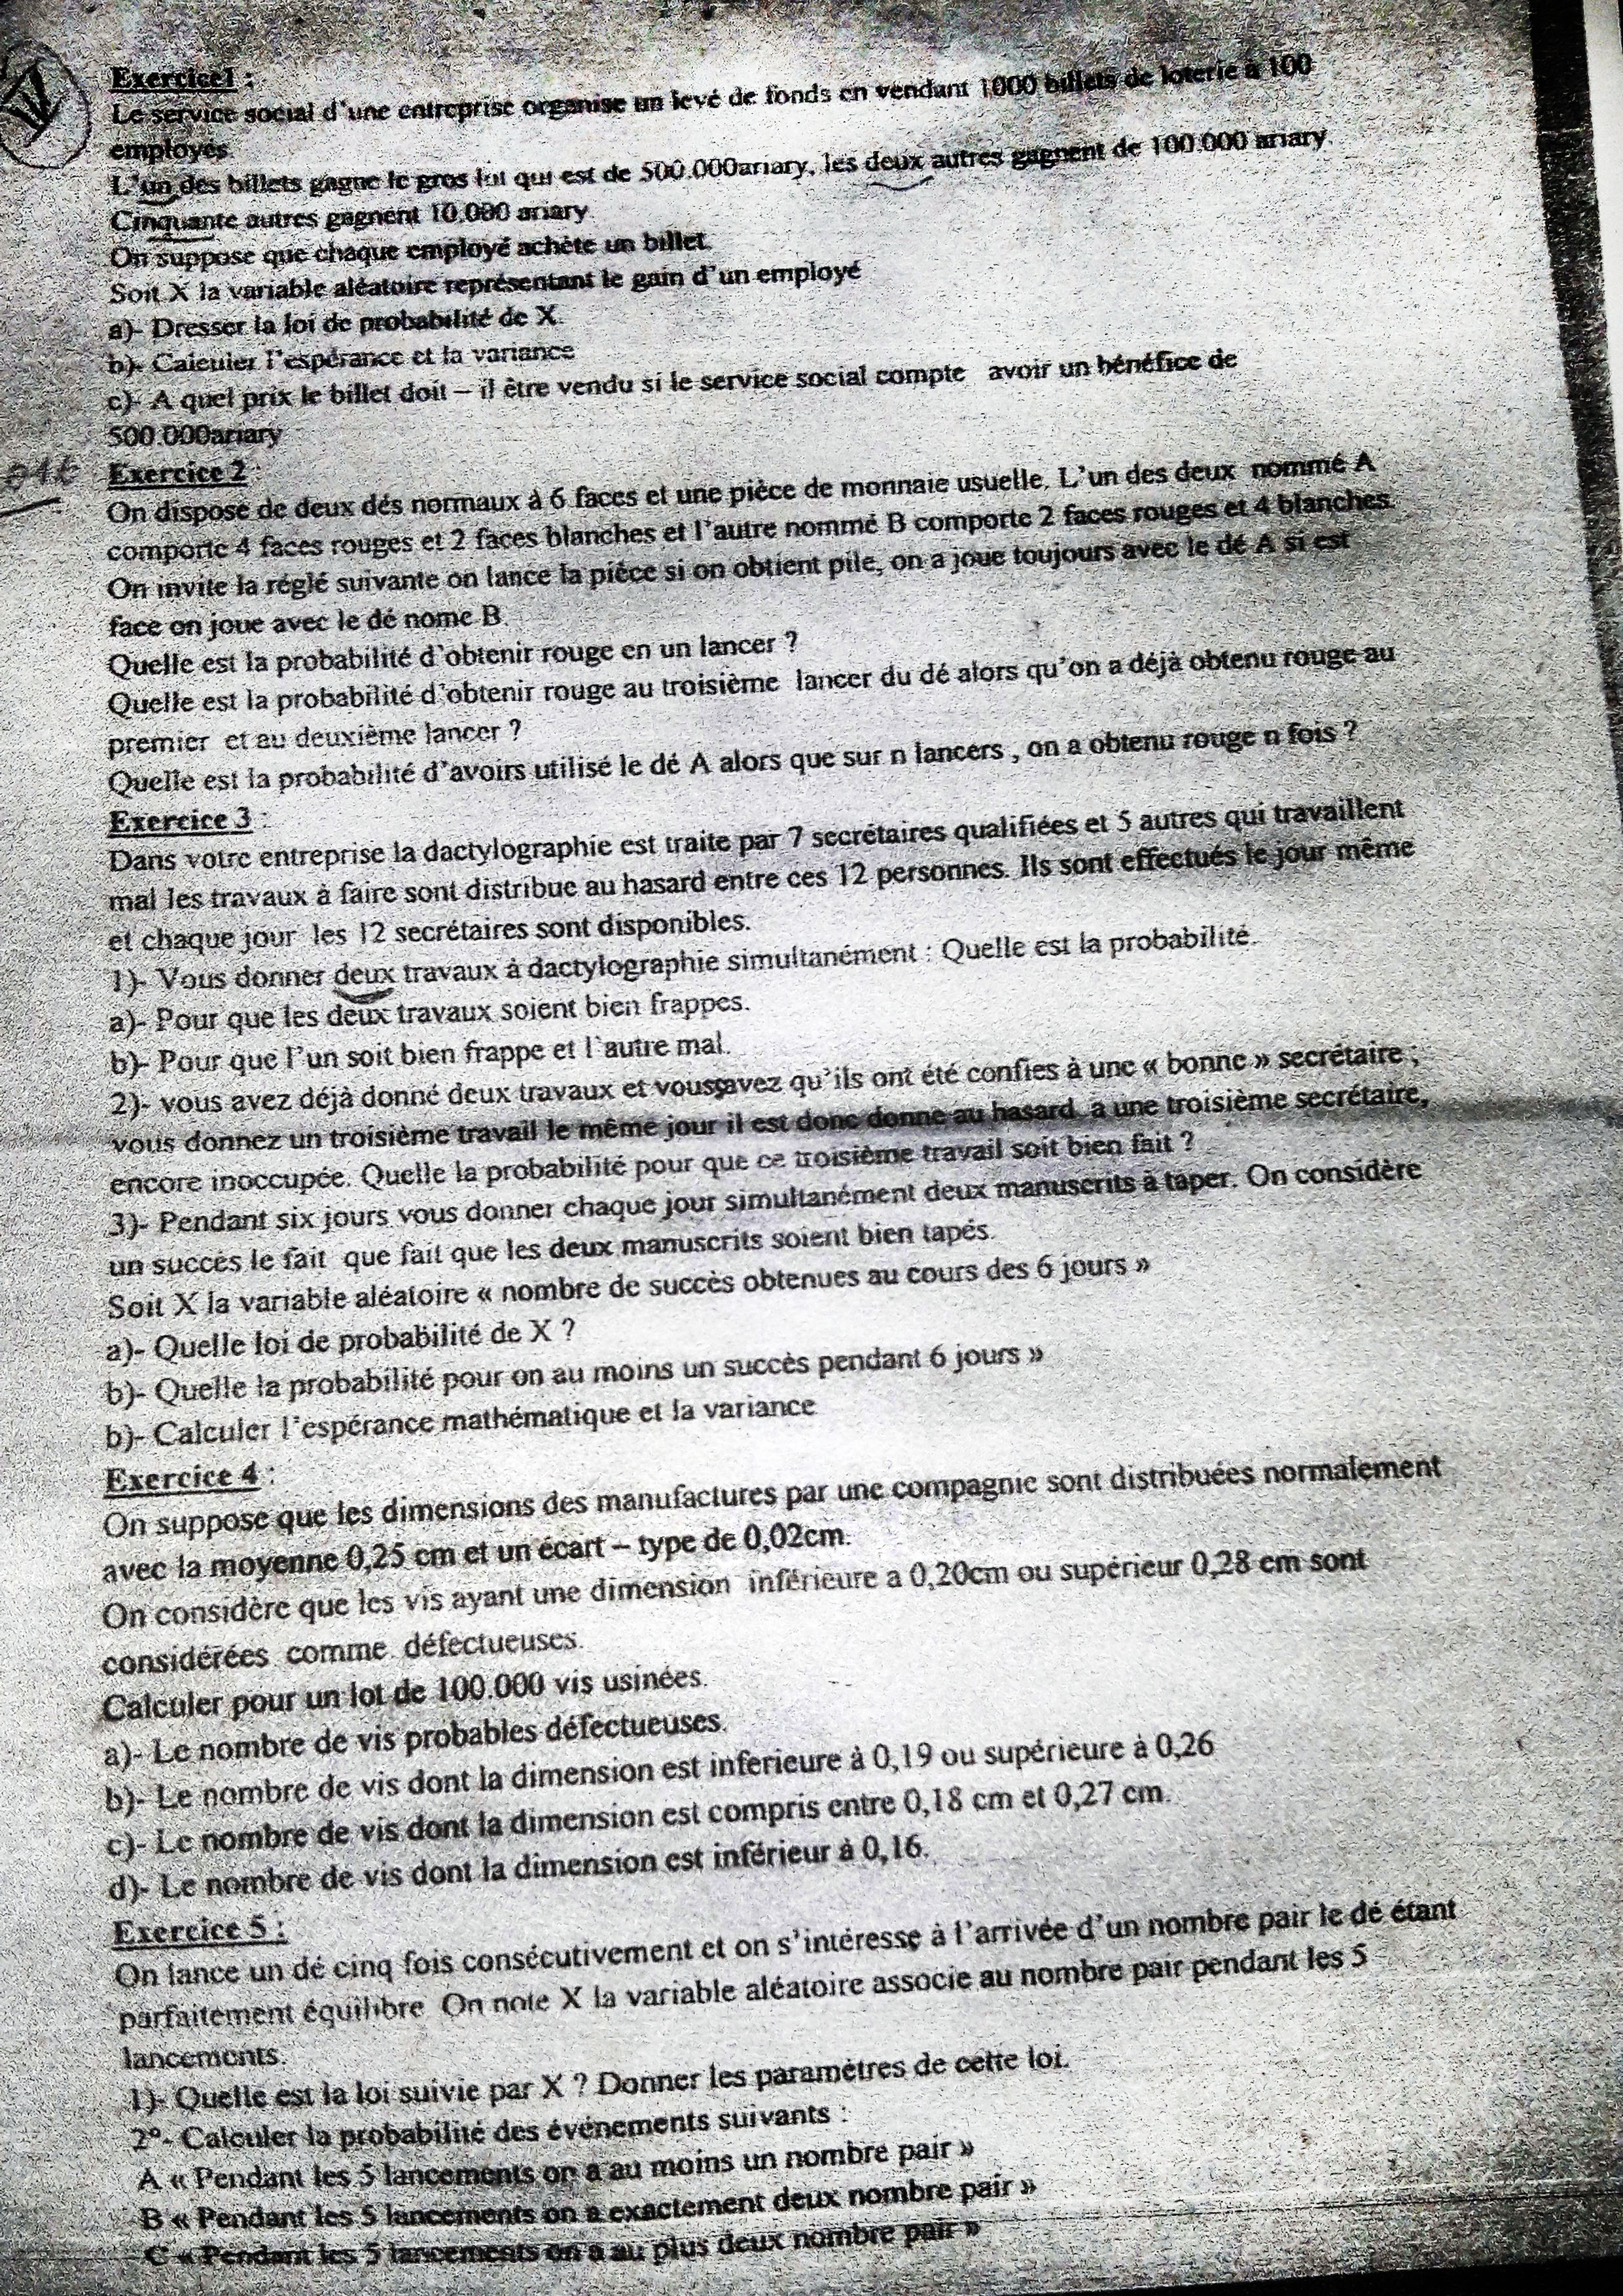 IV
Exercice1 :
Le service social d'une entreprise organise un levé de fonds en vendant 1000 billets de loterie à 100
employés
L'un des billets gagne le gros lot qui est de 500.000ariary, les deux autres gagnent de 100.000 ariary.
Cinquante autres gagnent 10.000 ariary
On suppose que chaque employé achète un billet.
Soit X la variable aléatoire représentant le gain d'un employé
a)- Dresser la loi de probabilité de X.
b)- Calculer l'espérance et la variance
c)- A quel prix le billet doit – il être vendu si le service social compte avoir un bénéfice de
500.000ariary
Exercice 2 :
On dispose de deux dés normaux à 6 faces et une pièce de monnaie usuelle. L'un des deux nommé A
comporte 4 faces rouges et 2 faces blanches et l'autre nommé B comporte 2 faces rouges et 4 blanches.
On invite la réglé suivante on lance la pièce si on obtient pile, on a joue toujours avec le dé A si est
face on joue avec le dé nome B.
Quelle est la probabilité d'obtenir rouge en un lancer ?
Quelle est la probabilité d'obtenir rouge au troisième lancer du dé alors qu'on a déjà obtenu rouge au
premier et au deuxième lancer ?
Quelle est la probabilité d'avoirs utilisé le dé A alors que sur n lancers , on a obtenu rouge n fois ?
Exercice 3 :
Dans votre entreprise la dactylographie est traite par 7 secrétaires qualifiées et 5 autres qui travaillent
mal les travaux à faire sont distribue au hasard entre ces 12 personnes. Ils sont effectués le jour même
et chaque jour les 12 secrétaires sont disponibles.
1)- Vous donner deux travaux à dactylographie simultanément : Quelle est la probabilité.
a)- Pour que les deux travaux soient bien frappes.
b)- Pour que l'un soit bien frappe et l'autre mal.
2)- vous avez déjà donné deux travaux et vous savez qu'ils ont été confies à une « bonne » secrétaire ;
vous donnez un troisième travail le même jour il est donc donne au hasard a une troisième secrétaire,
encore inoccupée. Quelle la probabilité pour que ce troisième travail soit bien fait ?
3)- Pendant six jours vous donner chaque jour simultanément deux manuscrits à taper. On considère
un succès le fait que fait que les deux manuscrits soient bien tapés.
Soit X la variable aléatoire « nombre de succès obtenues au cours des 6 jours »
a)- Quelle loi de probabilité de X ?
b)- Quelle la probabilité pour on au moins un succès pendant 6 jours »
b)- Calculer l'espérance mathématique et la variance
Exercice 4 :
On suppose que les dimensions des manufactures par une compagnie sont distribuées normalement
avec la moyenne 0,25 cm et un écart – type de 0,02cm.
On considère que les vis ayant une dimension inférieure a 0,20cm ou supérieur 0,28 cm sont
considérées comme défectueuses.
Calculer pour un lot de 100.000 vis usinées.
a)- Le nombre de vis probables défectueuses.
b)- Le nombre de vis dont la dimension est inferieure à 0,19 ou supérieure à 0,26
c)- Le nombre de vis dont la dimension est compris entre 0,18 cm et 0,27 cm.
d)- Le nombre de vis dont la dimension est inférieur à 0,16.
Exercice 5 :
On lance un dé cinq fois consécutivement et on s'intéresse à l'arrivée d'un nombre pair le dé étant
parfaitement équilibre On note X la variable aléatoire associe au nombre pair pendant les 5
lancements.
1)- Quelle est la loi suivie par X ? Donner les paramètres de cette loi.
2°- Calculer la probabilité des événements suivants :
A « Pendant les 5 lancements on a au moins un nombre pair »
B « Pendant les 5 lancements on a exactement deux nombre pair »
C « Pendant les 5 lancements on a au plus deux nombre pair »